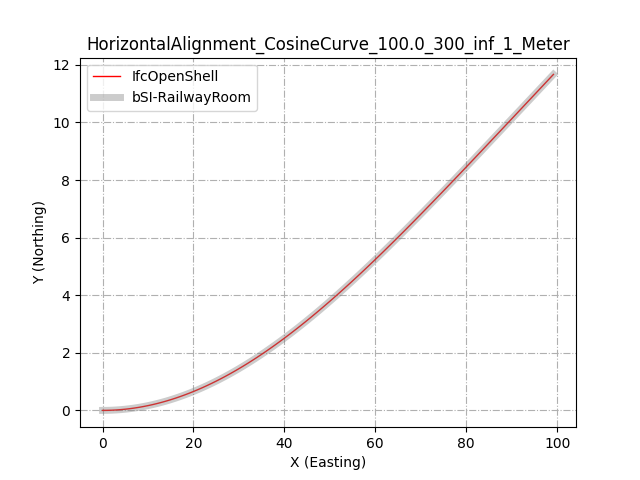 HorizontalAlignment_CosineCurve_100.0_300_inf_1_Meter
IfcOpenShell
bSI-RailwayRoom
12
10
8
6
4
2
0
Y (Northing)
0 20 40 60 80 100
X (Easting)